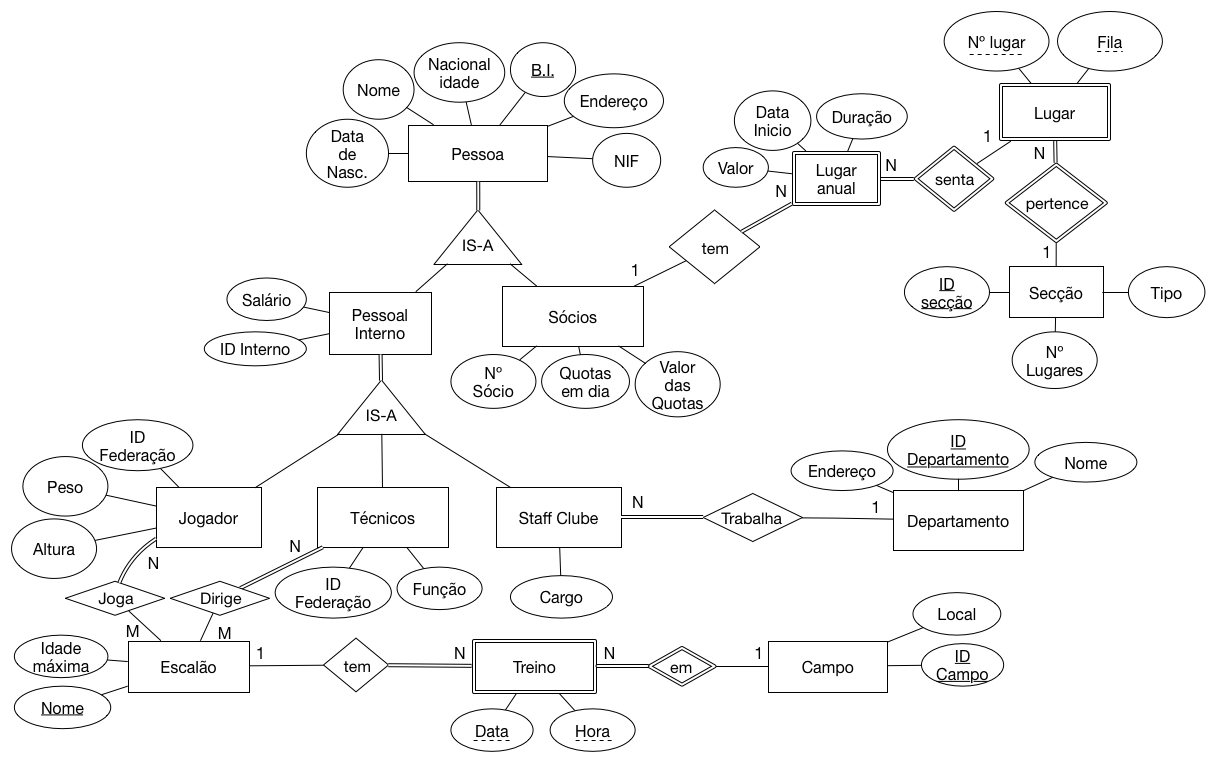 Nº lugar
Fila
Lugar
Nacional
idade
B.I.
Nome
Endereço
Data
de
Nasc.
Pessoa
NIF
Data
Inicio
Duração
Valor
Lugar
anual
N
senta
1
N
pertence
1
N
tem
1
IS-A
ID
secção
Secção
Tipo
Nº
Lugares
Salário
ID Interno
Pessoal
Interno
Sócios
Nº
Sócio
Quotas
em dia
Valor
das
Quotas
IS-A
ID
Federação
Peso
Altura
Jogador
Técnicos
Staff Clube
N
Trabalha
1
Endereço
ID
Departamento
Nome
Departamento
N
N
Joga
Dirige
ID
Federação
Função
Cargo
M
M
Idade
máxima
Nome
Escalão
1
tem
N
Treino
N
em
1
Campo
Local
ID
Campo
Data
Hora